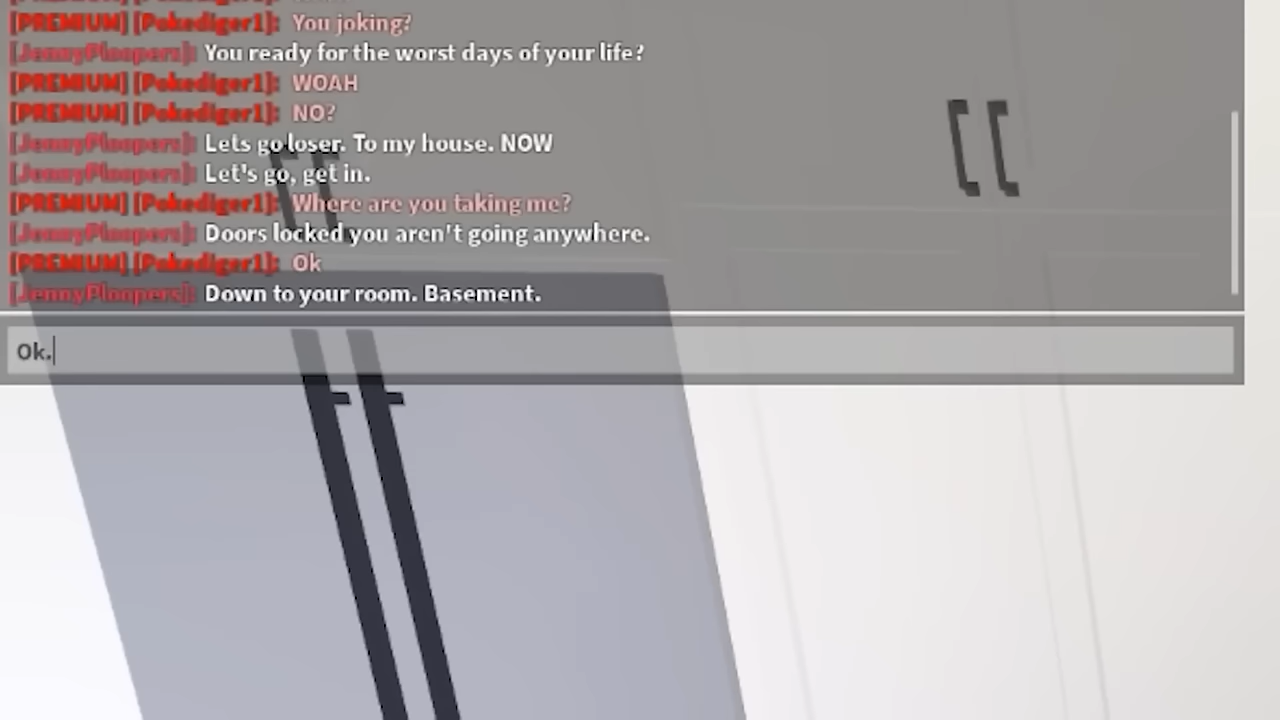 [PREMIUM] [Pokediger1]: You joking?
[JennyPloopers]: You ready for the worst days of your life?
[PREMIUM] [Pokediger1]: WOAH
[PREMIUM] [Pokediger1]: NO?
[JennyPloopers]: Lets go loser. To my house. NOW
[JennyPloopers]: Let's go, get in.
[PREMIUM] [Pokediger1]: Where are you taking me?
[JennyPloopers]: Doors locked you aren't going anywhere.
[PREMIUM] [Pokediger1]: Ok
[JennyPloopers]: Down to your room. Basement.
Ok.